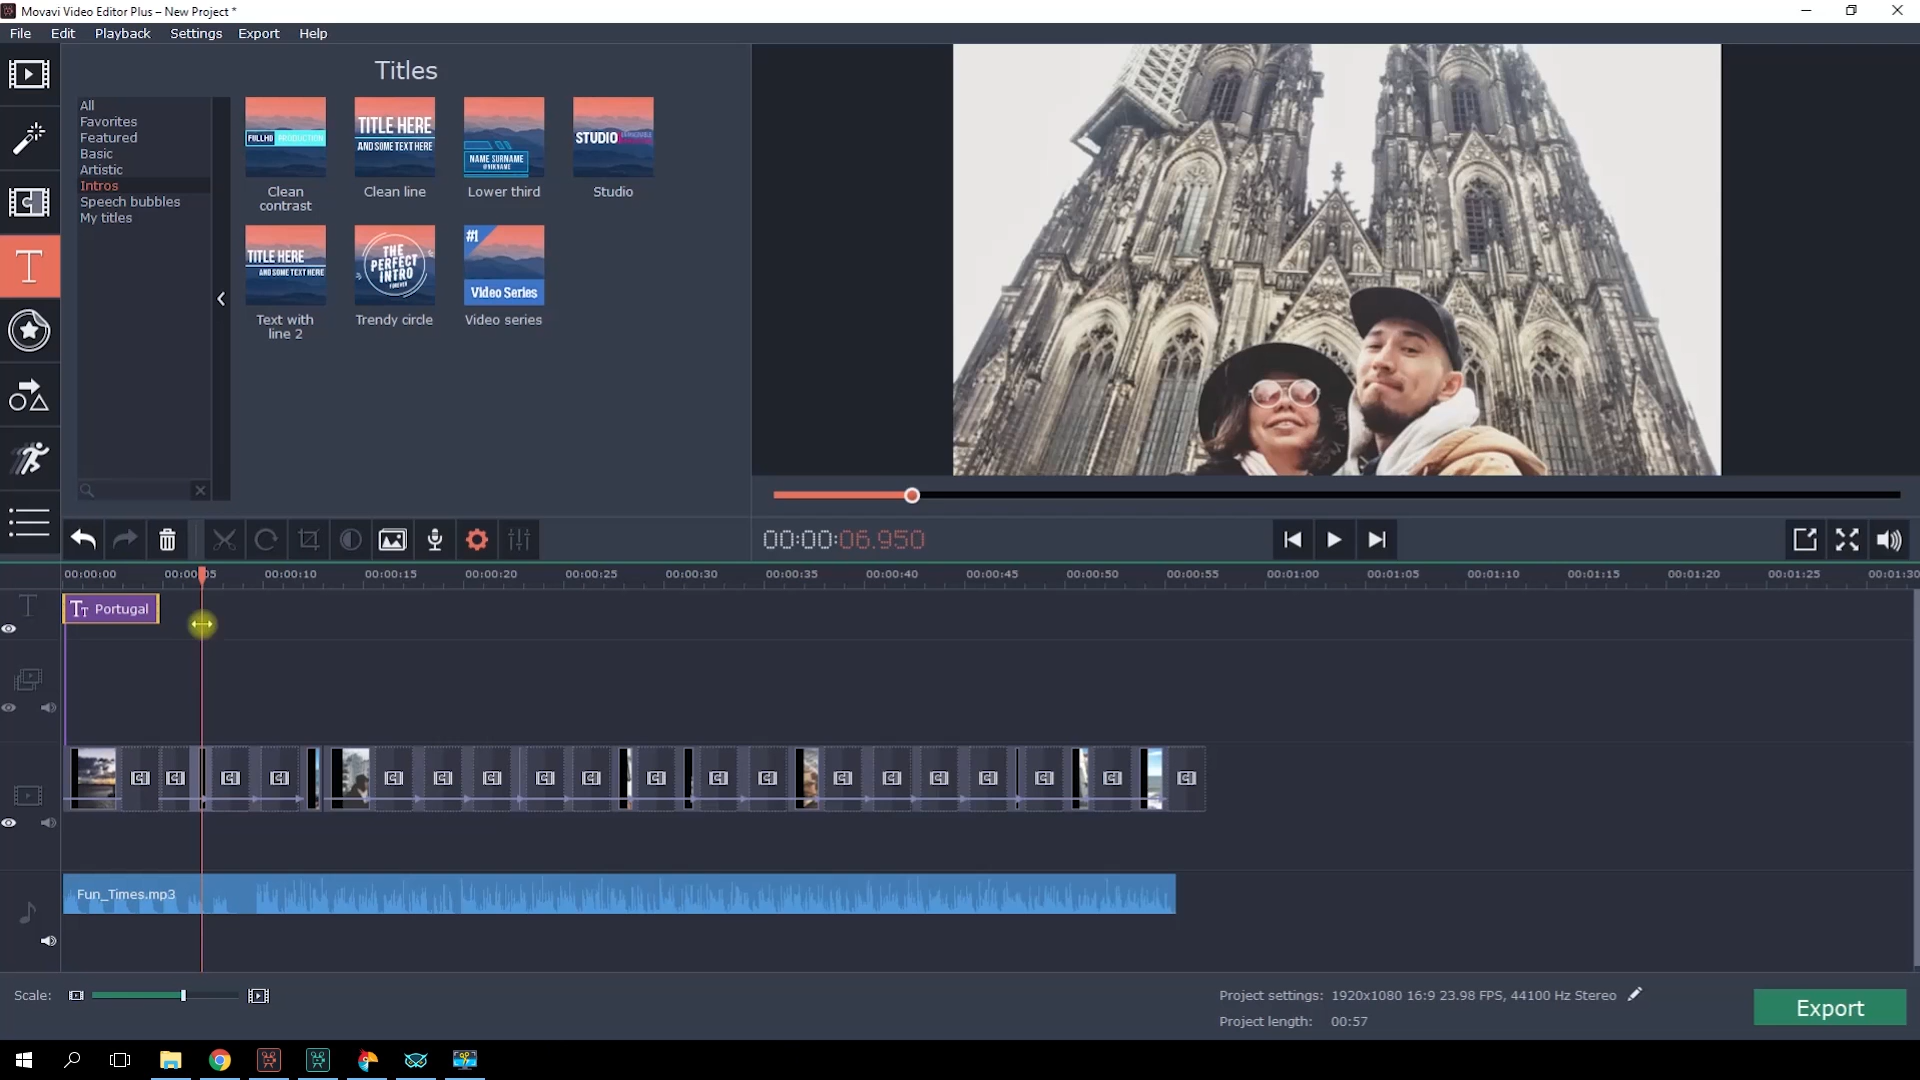 Movavi Video Editor Plus – New Project *
File Edit Playback Settings Export Help
Titles
All
Favorites
Featured
Basic
Artistic
Intros
Speech bubbles
My titles
FULLHD PRODUCTION
Clean
contrast
TITLE HERE
AND SOME TEXT HERE
Clean line
NAME SURNAME
Lower third
STUDIO
Studio
TITLE HERE
AND SOME TEXT HERE
Text with
line 2
THE
PERFECT
INTRO
FOREVER
Trendy circle
#1
Video Series
Video series
00:00:06.950
00:00:00 00:00:05 00:00:10 00:00:15 00:00:20 00:00:25 00:00:30 00:00:35 00:00:40 00:00:45 00:00:50 00:00:55 00:01:00 00:01:05 00:01:10 00:01:15 00:01:20 00:01:25 00:01:30
Portugal
Fun_Times.mp3
Scale:
Project settings: 1920x1080 16:9 23.98 FPS, 44100 Hz Stereo
Project length: 00:57
Export